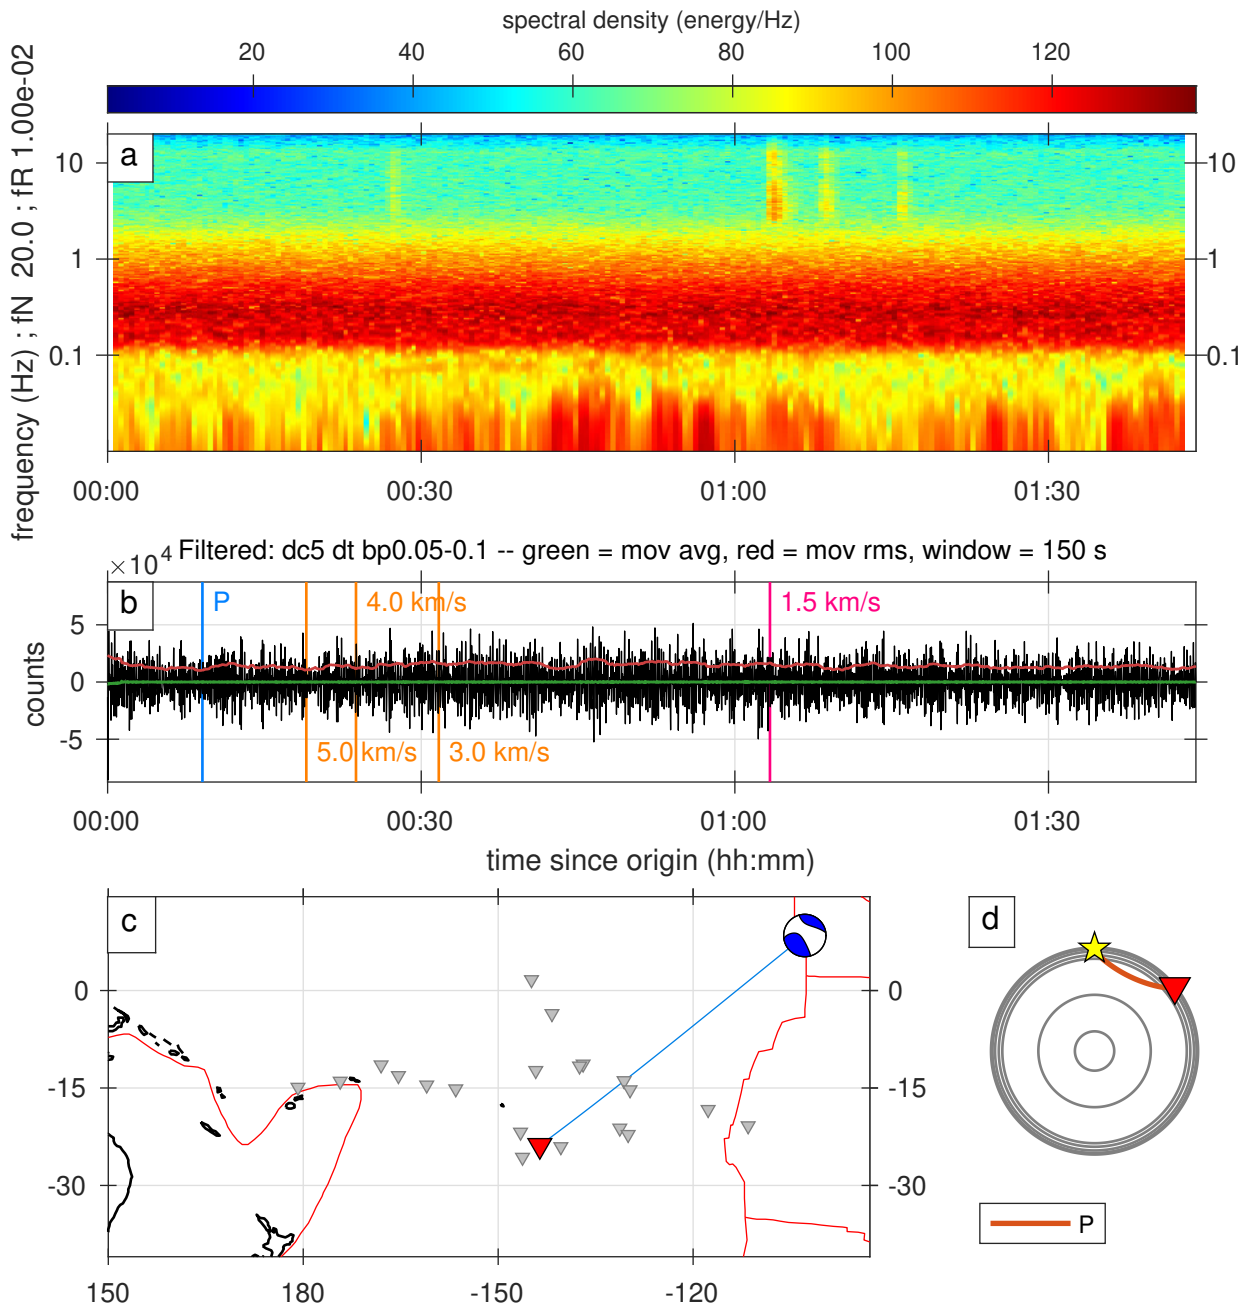 spectral density (energy/Hz)
20 40 60 80 100 120
frequency (Hz) ; fN 20.0 ; fR 1.00e-02
a
10 10
1 1
0.1 0.1
00:00 00:30 01:00 01:30
×10⁴ Filtered: dc5 dt bp0.05-0.1 -- green = mov avg, red = mov rms, window = 150 s
b
P 4.0 km/s 1.5 km/s
5
0
-5
counts
5.0 km/s 3.0 km/s
00:00 00:30 01:00 01:30
time since origin (hh:mm)
c
d
0 0
-15 -15
-30 -30
150 180 -150 -120
P